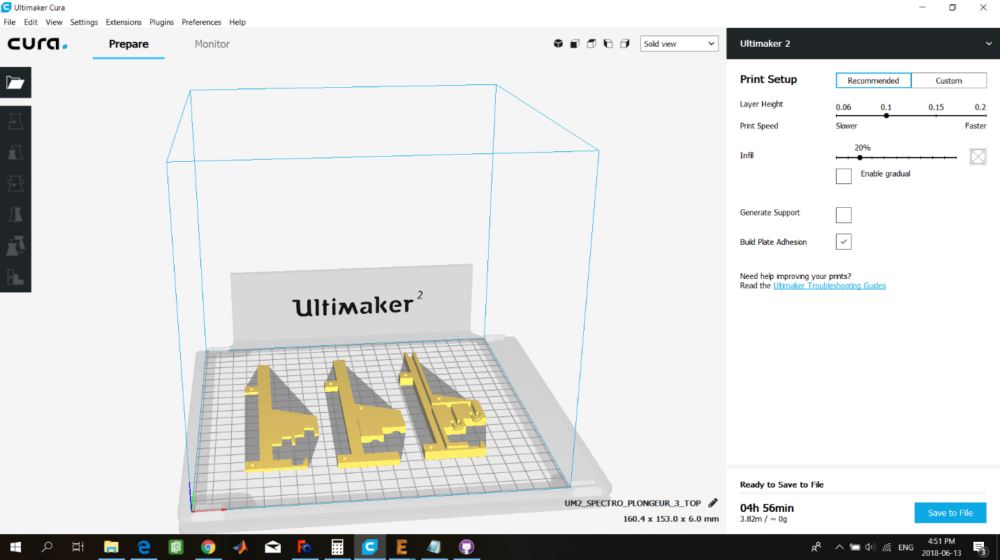 Ultimaker Cura
File Edit View Settings Extensions Plugins Preferences Help
cura.
Prepare
Monitor
Solid view
Ultimaker 2
Print Setup
Recommended
Custom
Layer Height
0.06 0.1 0.15 0.2
Print Speed
Slower
Faster
Infill
20%
Enable gradual
Generate Support
Build Plate Adhesion
Need help improving your prints?
Read the Ultimaker Troubleshooting Guides
Ultimaker 2
UM2_SPECTRO_PLONGEUR_3_TOP
160.4 x 153.0 x 6.0 mm
Ready to Save to File
04h 56min
3.82m / ~ 0g
Save to File
ENG
4:51 PM
2018-06-13
3